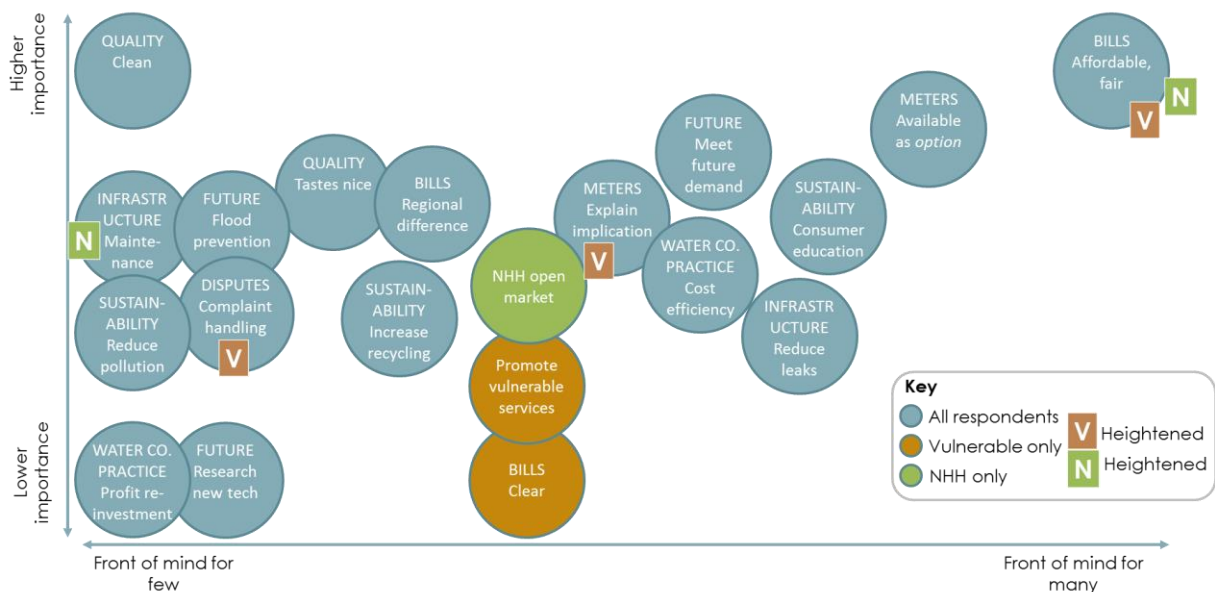 Higher
importance
QUALITY
Clean
BILLS
Affordable,
fair
N
V
METERS
Available
as option
FUTURE
Meet
future
demand
QUALITY
Tastes nice
BILLS
Regional
difference
INFRASTR
UCTURE
Mainte-
nance
N
FUTURE
Flood
prevention
METERS
Explain
implication
V
SUSTAIN-
ABILITY
Consumer
education
WATER CO.
PRACTICE
Cost
efficiency
NHH open
market
DISPUTES
Complaint
handling
V
SUSTAIN-
ABILITY
Reduce
pollution
SUSTAIN-
ABILITY
Increase
recycling
INFRASTR
UCTURE
Reduce
leaks
Promote
vulnerable
services
WATER CO.
PRACTICE
Profit re-
investment
FUTURE
Research
new tech
BILLS
Clear
Key
All respondents
Vulnerable only
NHH only
V Heightened
N Heightened
Lower
importance
Front of mind for
few
Front of mind for
many